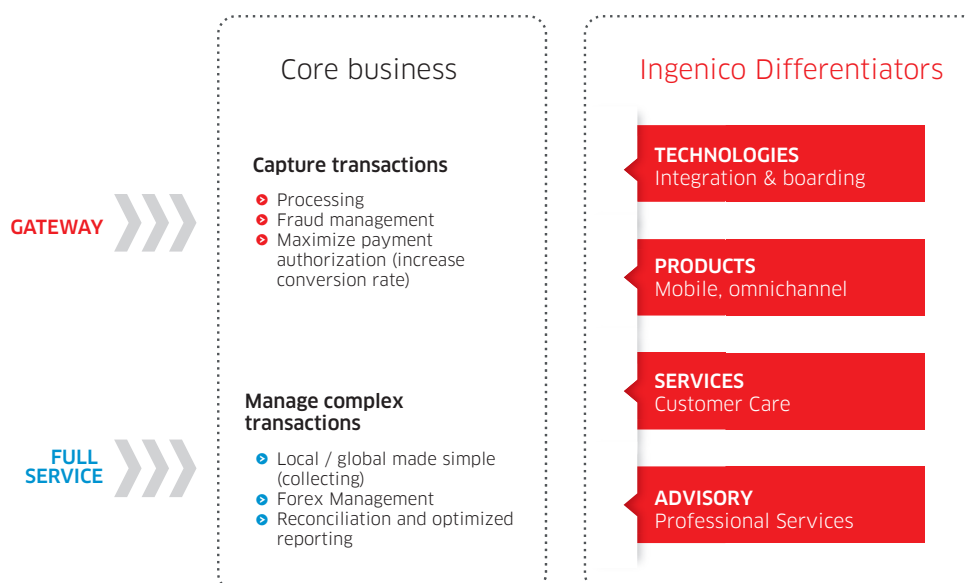 Core business
Ingenico Differentiators
GATEWAY
Capture transactions
Processing
Fraud management
Maximize payment
authorization (increase
conversion rate)
FULL
SERVICE
Manage complex
transactions
Local / global made simple
(collecting)
Forex Management
Reconciliation and optimized
reporting
TECHNOLOGIES
Integration & boarding
PRODUCTS
Mobile, omnichannel
SERVICES
Customer Care
ADVISORY
Professional Services